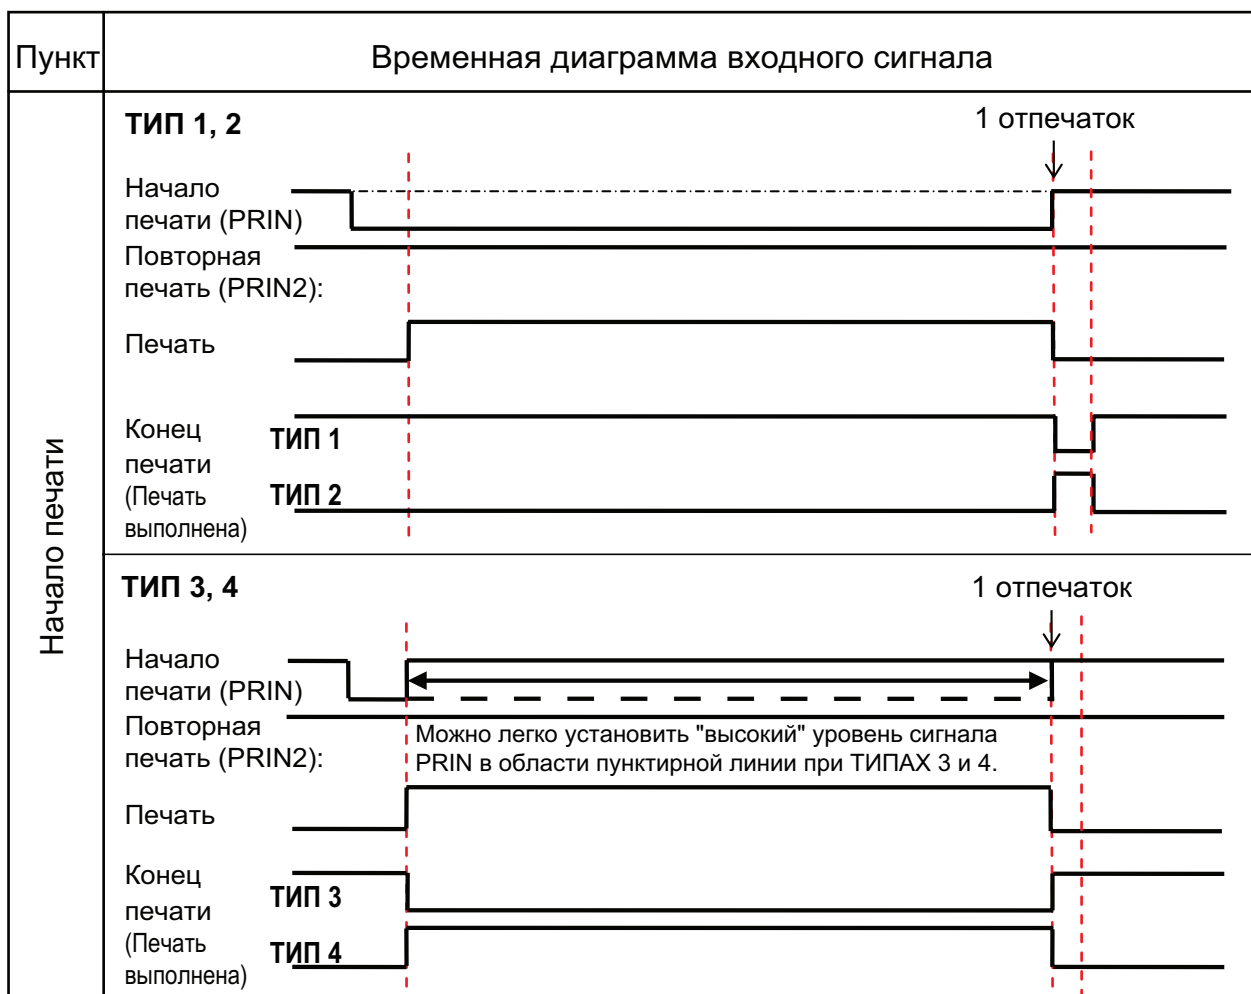 Пункт
Временная диаграмма входного сигнала
Начало печати
ТИП 1, 2
1 отпечаток
Начало
печати (PRIN)
Повторная
печать (PRIN2):
Печать
Конец
печати
(Печать
выполнена)
ТИП 1
ТИП 2
ТИП 3, 4
1 отпечаток
Начало
печати (PRIN)
Повторная
печать (PRIN2):
Можно легко установить "высокий" уровень сигнала
PRIN в области пунктирной линии при ТИПАХ 3 и 4.
Печать
Конец
печати
(Печать
выполнена)
ТИП 3
ТИП 4